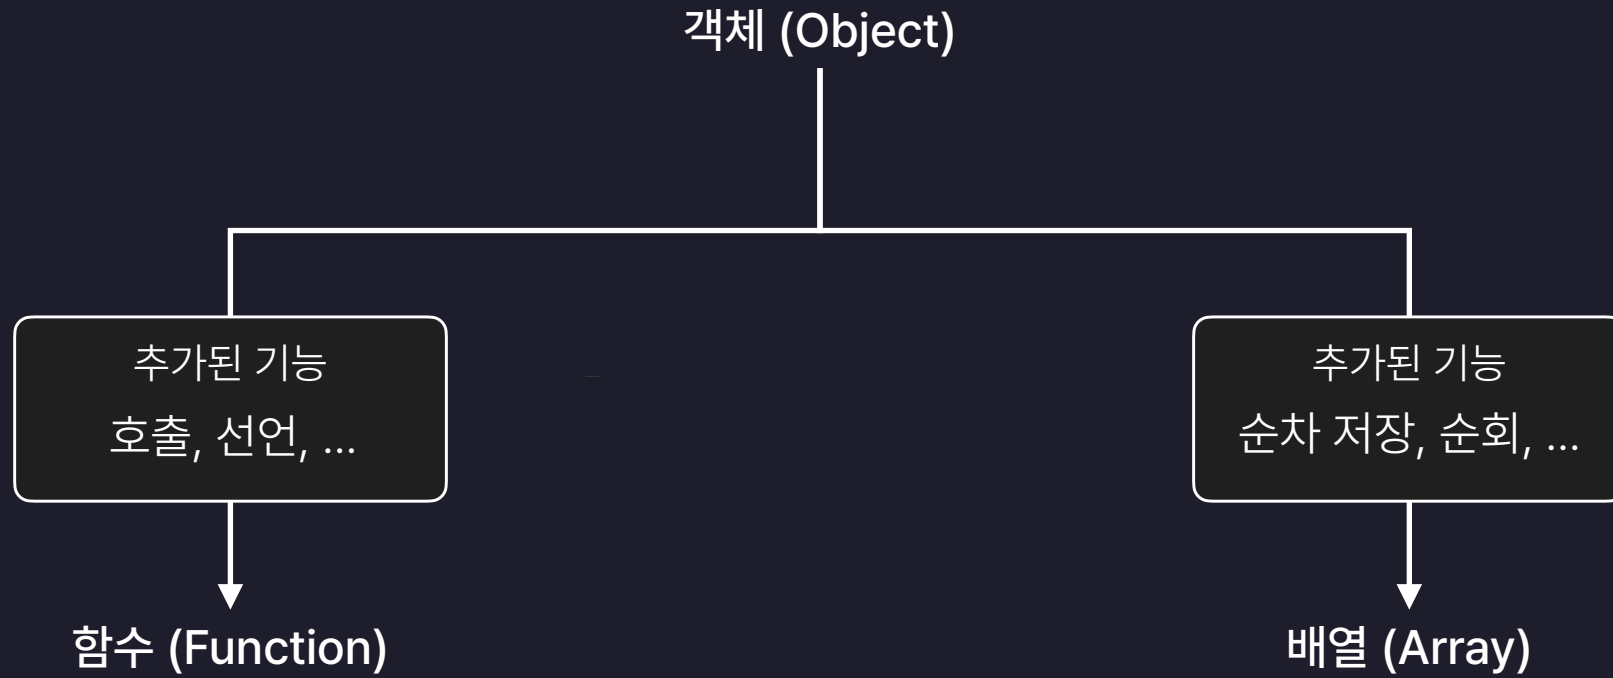 객체 (Object)
추가된 기능
호출, 선언, ...
추가된 기능
순차 저장, 순회, ...
함수 (Function)
배열 (Array)